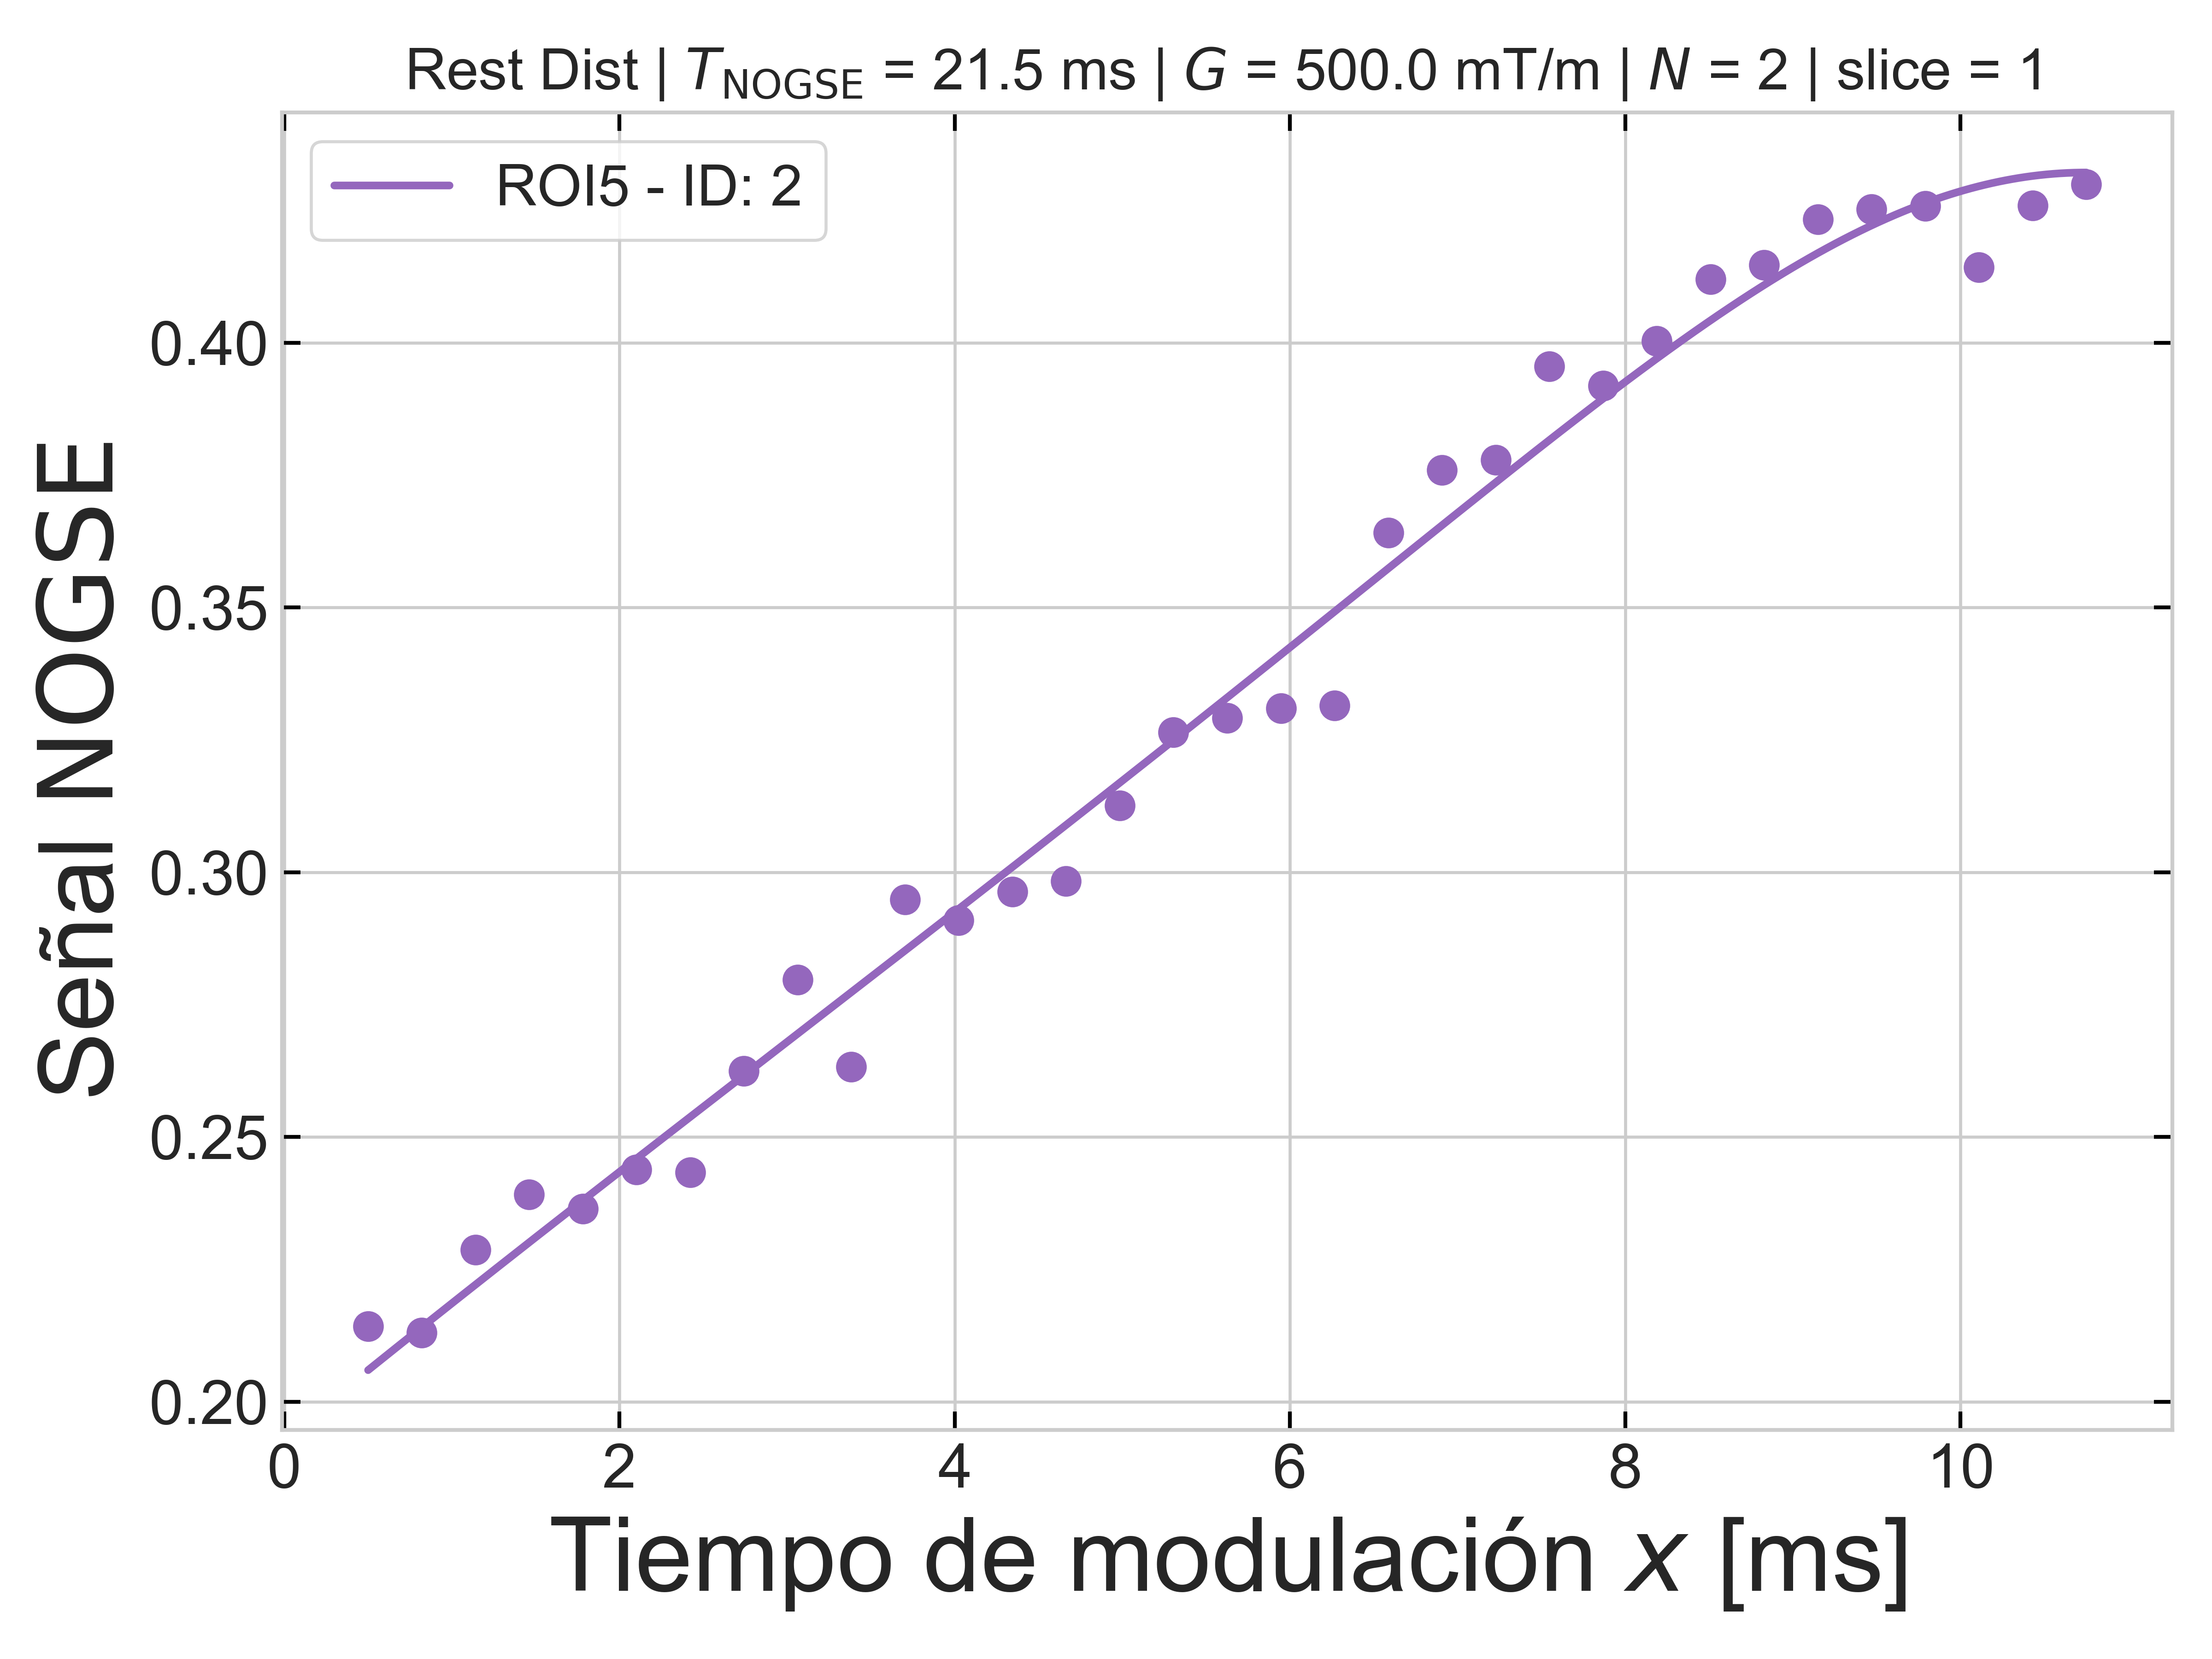 Rest Dist | T_NOGSE = 21.5 ms | G = 500.0 mT/m | N = 2 | slice = 1
ROI5 - ID: 2
Señal NOGSE
0.40
0.35
0.30
0.25
0.20
0 2 4 6 8 10
Tiempo de modulación x [ms]